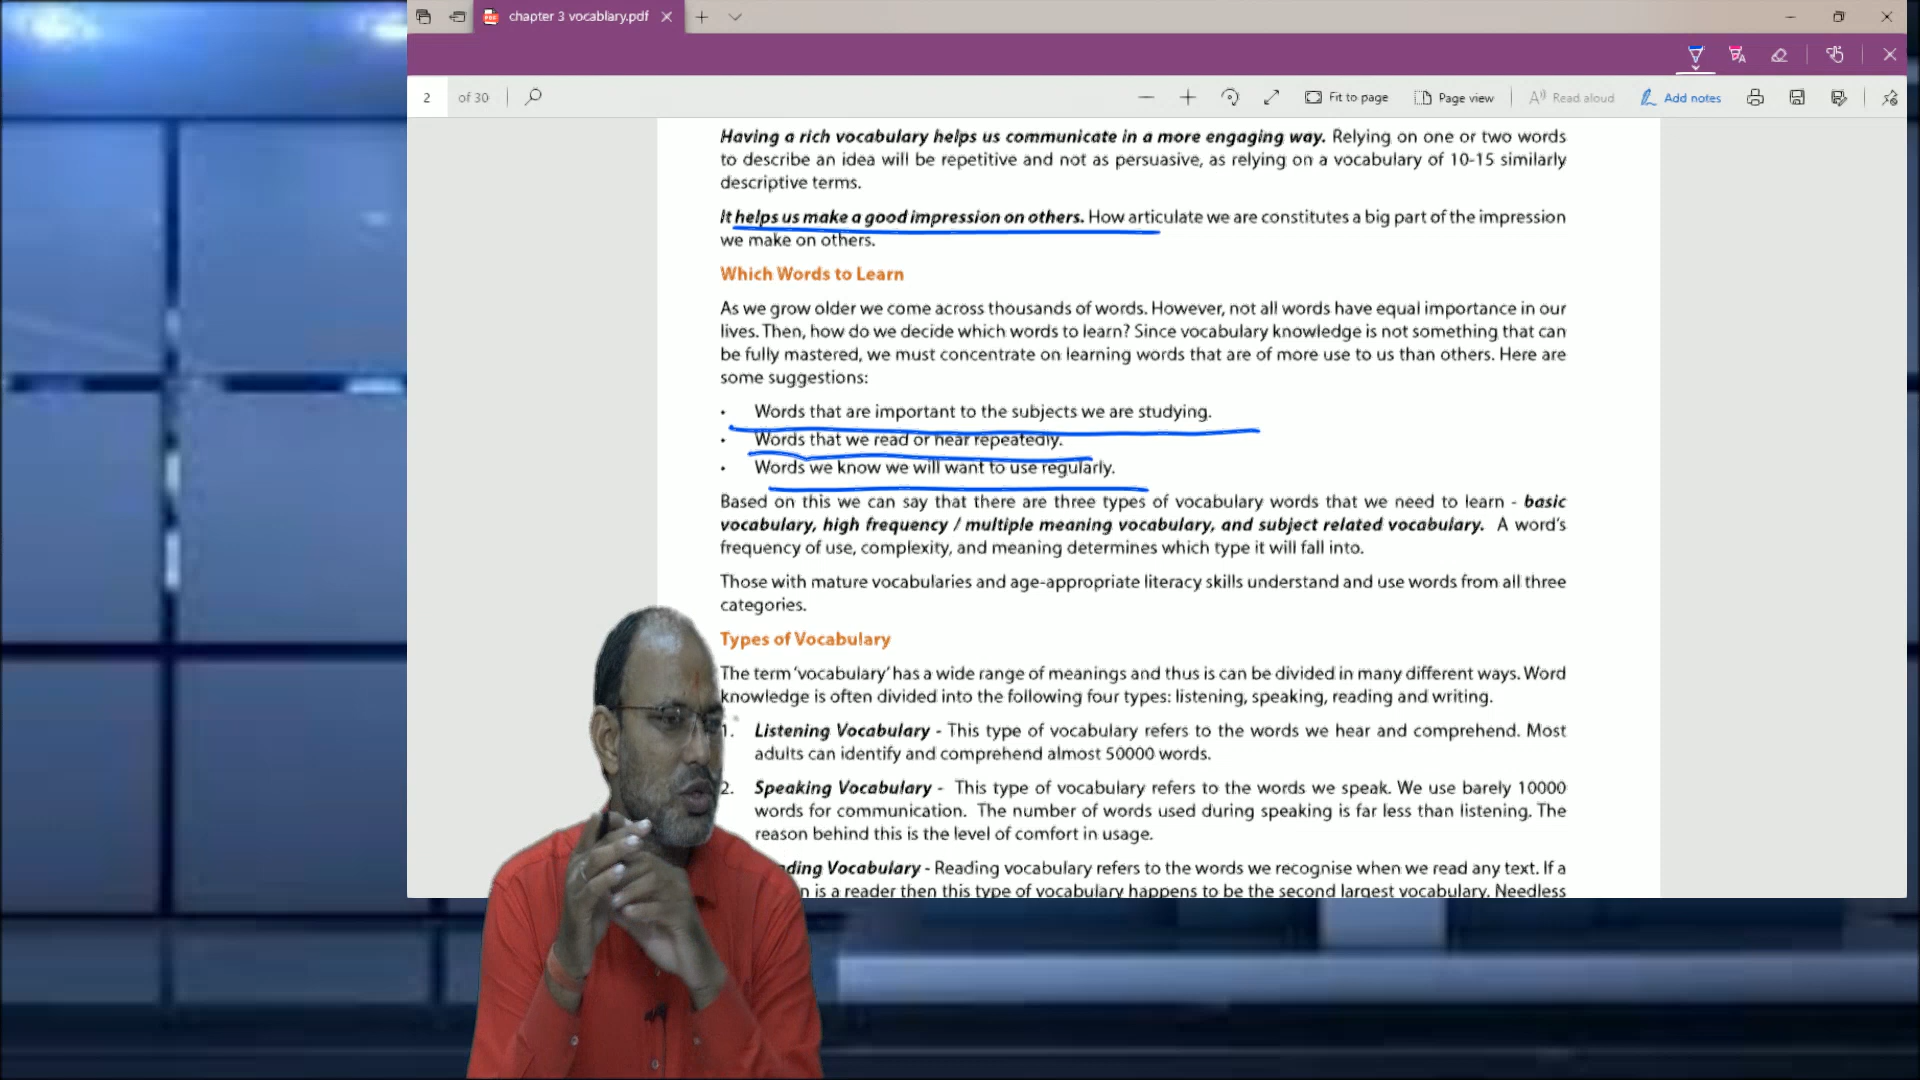 chapter 3 vocablary.pdf
2 of 30
Fit to page
Page view
Read aloud
Add notes
Having a rich vocabulary helps us communicate in a more engaging way. Relying on one or two words
to describe an idea will be repetitive and not as persuasive, as relying on a vocabulary of 10-15 similarly
descriptive terms.
It helps us make a good impression on others. How articulate we are constitutes a big part of the impression
we make on others.
Which Words to Learn
As we grow older we come across thousands of words. However, not all words have equal importance in our
lives. Then, how do we decide which words to learn? Since vocabulary knowledge is not something that can
be fully mastered, we must concentrate on learning words that are of more use to us than others. Here are
some suggestions:
• Words that are important to the subjects we are studying.
• Words that we read or hear repeatedly.
• Words we know we will want to use regularly.
Based on this we can say that there are three types of vocabulary words that we need to learn - basic
vocabulary, high frequency / multiple meaning vocabulary, and subject related vocabulary. A word's
frequency of use, complexity, and meaning determines which type it will fall into.
Those with mature vocabularies and age-appropriate literacy skills understand and use words from all three
categories.
Types of Vocabulary
The term 'vocabulary' has a wide range of meanings and thus is can be divided in many different ways. Word
knowledge is often divided into the following four types: listening, speaking, reading and writing.
1. Listening Vocabulary - This type of vocabulary refers to the words we hear and comprehend. Most
adults can identify and comprehend almost 50000 words.
2. Speaking Vocabulary - This type of vocabulary refers to the words we speak. We use barely 10000
words for communication. The number of words used during speaking is far less than listening. The
reason behind this is the level of comfort in usage.
ding Vocabulary - Reading vocabulary refers to the words we recognise when we read any text. If a
n is a reader then this type of vocabulary happens to be the second largest vocabulary. Needless